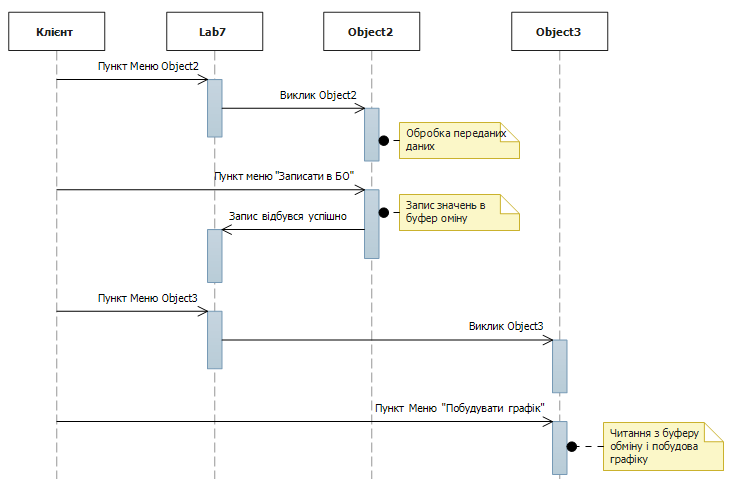 Клієнт
Lab7
Object2
Object3
Пункт Меню Object2
Виклик Object2
Обробка переданих
даних
Пункт меню "Записати в БО"
Запис значень в
буфер оміну
Запис відбувся успішно
Пункт Меню Object3
Виклик Object3
Пункт Меню "Побудувати графік"
Читання з буферу
обміну і побудова
графіку